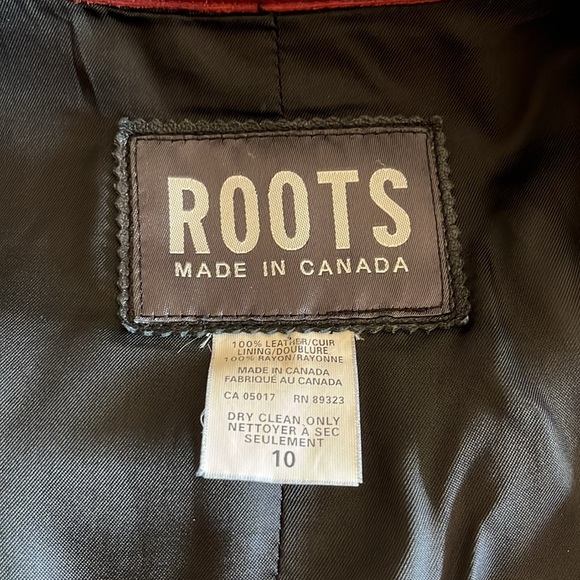 ROOTS
MADE IN CANADA
100% LEATHER/CUIR
LINING/DOUBLURE
100% RAYON/RAYONNE
MADE IN CANADA
FABRIQUÉ AU CANADA
CA 05017 RN 89323
DRY CLEAN ONLY
NETTOYER À SEC
SEULEMENT
10